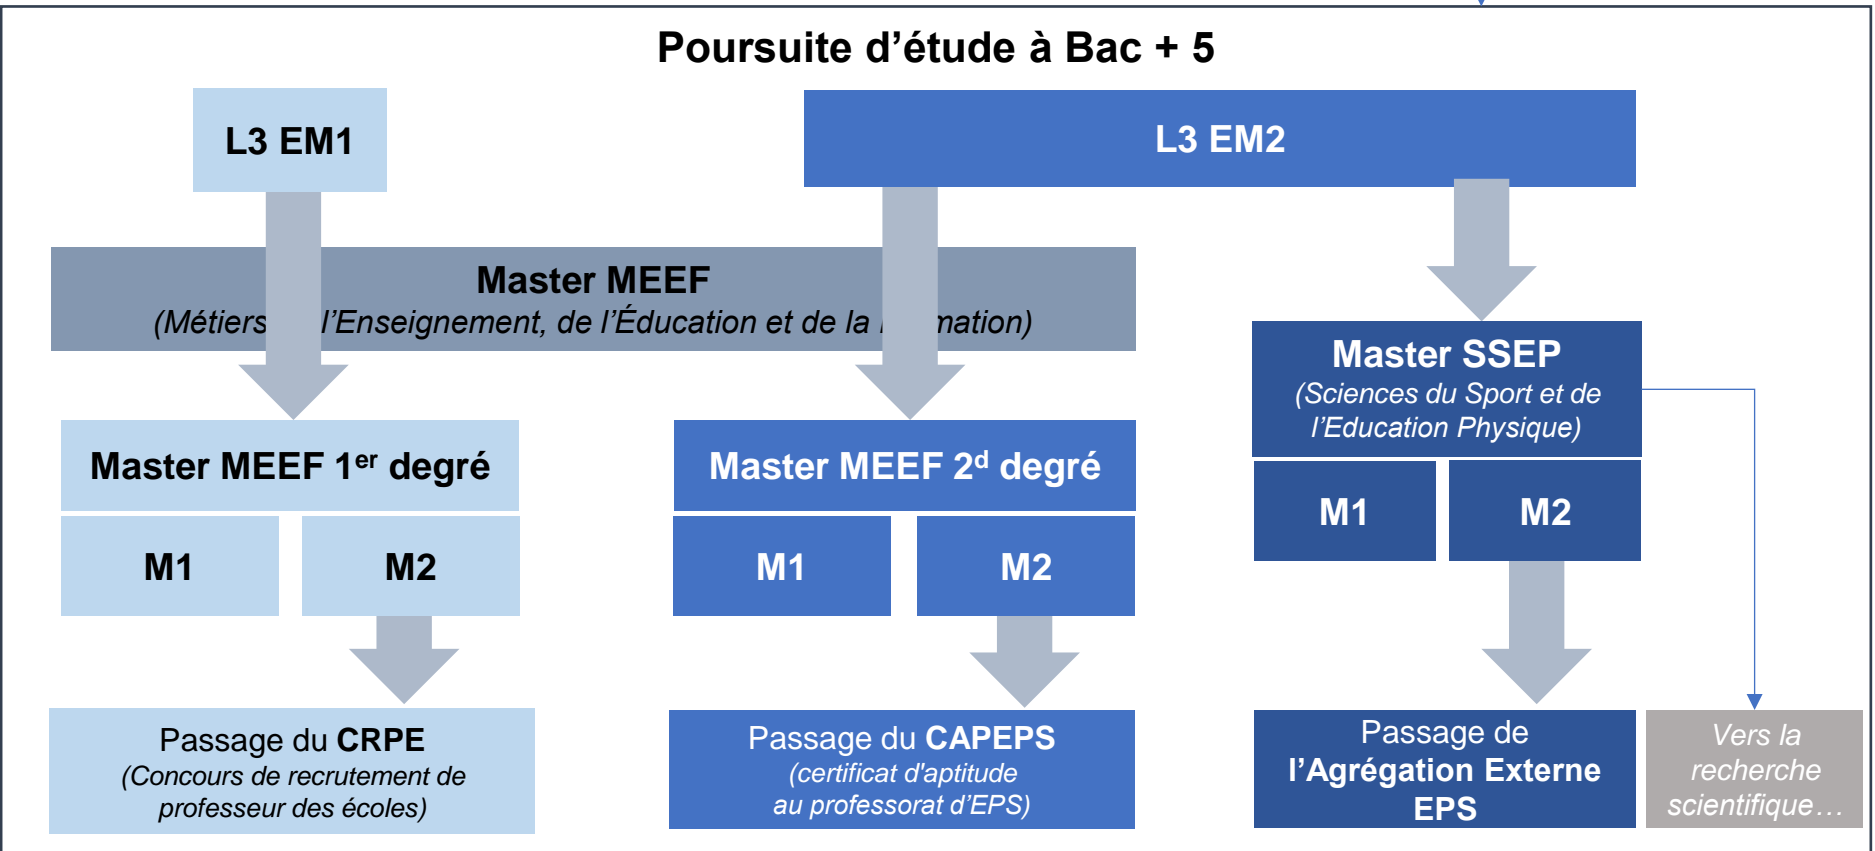 Poursuite d’étude à Bac + 5
L3 EM1
L3 EM2
Master MEEF
(Métiers l’Enseignement, de l’Éducation et de la mation)
Master SSEP
(Sciences du Sport et de
l’Education Physique)
Master MEEF 1er degré
Master MEEF 2d degré
M1
M2
M1
M2
M1
M2
Passage du CRPE
(Concours de recrutement de
professeur des écoles)
Passage du CAPEPS
(certificat d'aptitude
au professorat d’EPS)
Passage de
l’Agrégation Externe
EPS
Vers la
recherche
scientifique…